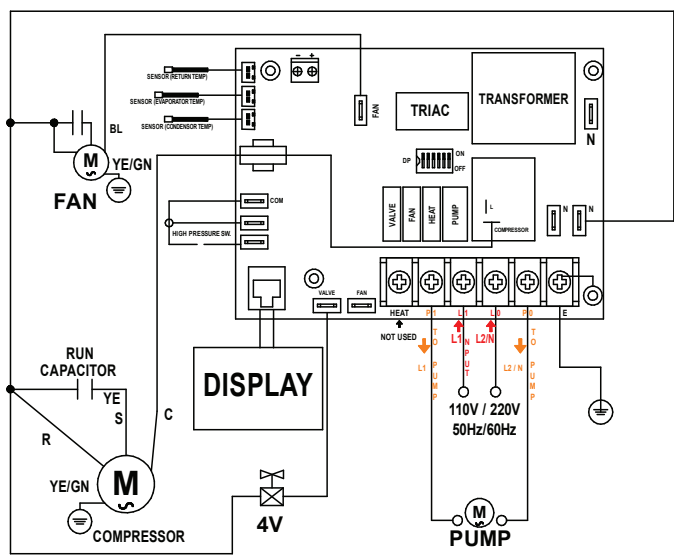 SENSOR (RETURN TEMP)
SENSOR (EVAPORATOR TEMP)
SENSOR (CONDENSOR TEMP)
- +
FAN
TRIAC
TRANSFORMER
N
BL
M
YE/GN
FAN
DP
ON
OFF
COM
HIGH PRESSURE SW.
VALVE
FAN
HEAT
PUMP
L
COMPRESSOR
N
N
VALVE
FAN
HEAT
P1
L1
L0
P0
E
NOT USED
L1
TO PUMP
L1
INPUT
L2/N
L2/N
TO PUMP
110V / 220V
50Hz/60Hz
DISPLAY
RUN
CAPACITOR
YE
S
C
R
M
YE/GN
COMPRESSOR
4V
M
PUMP